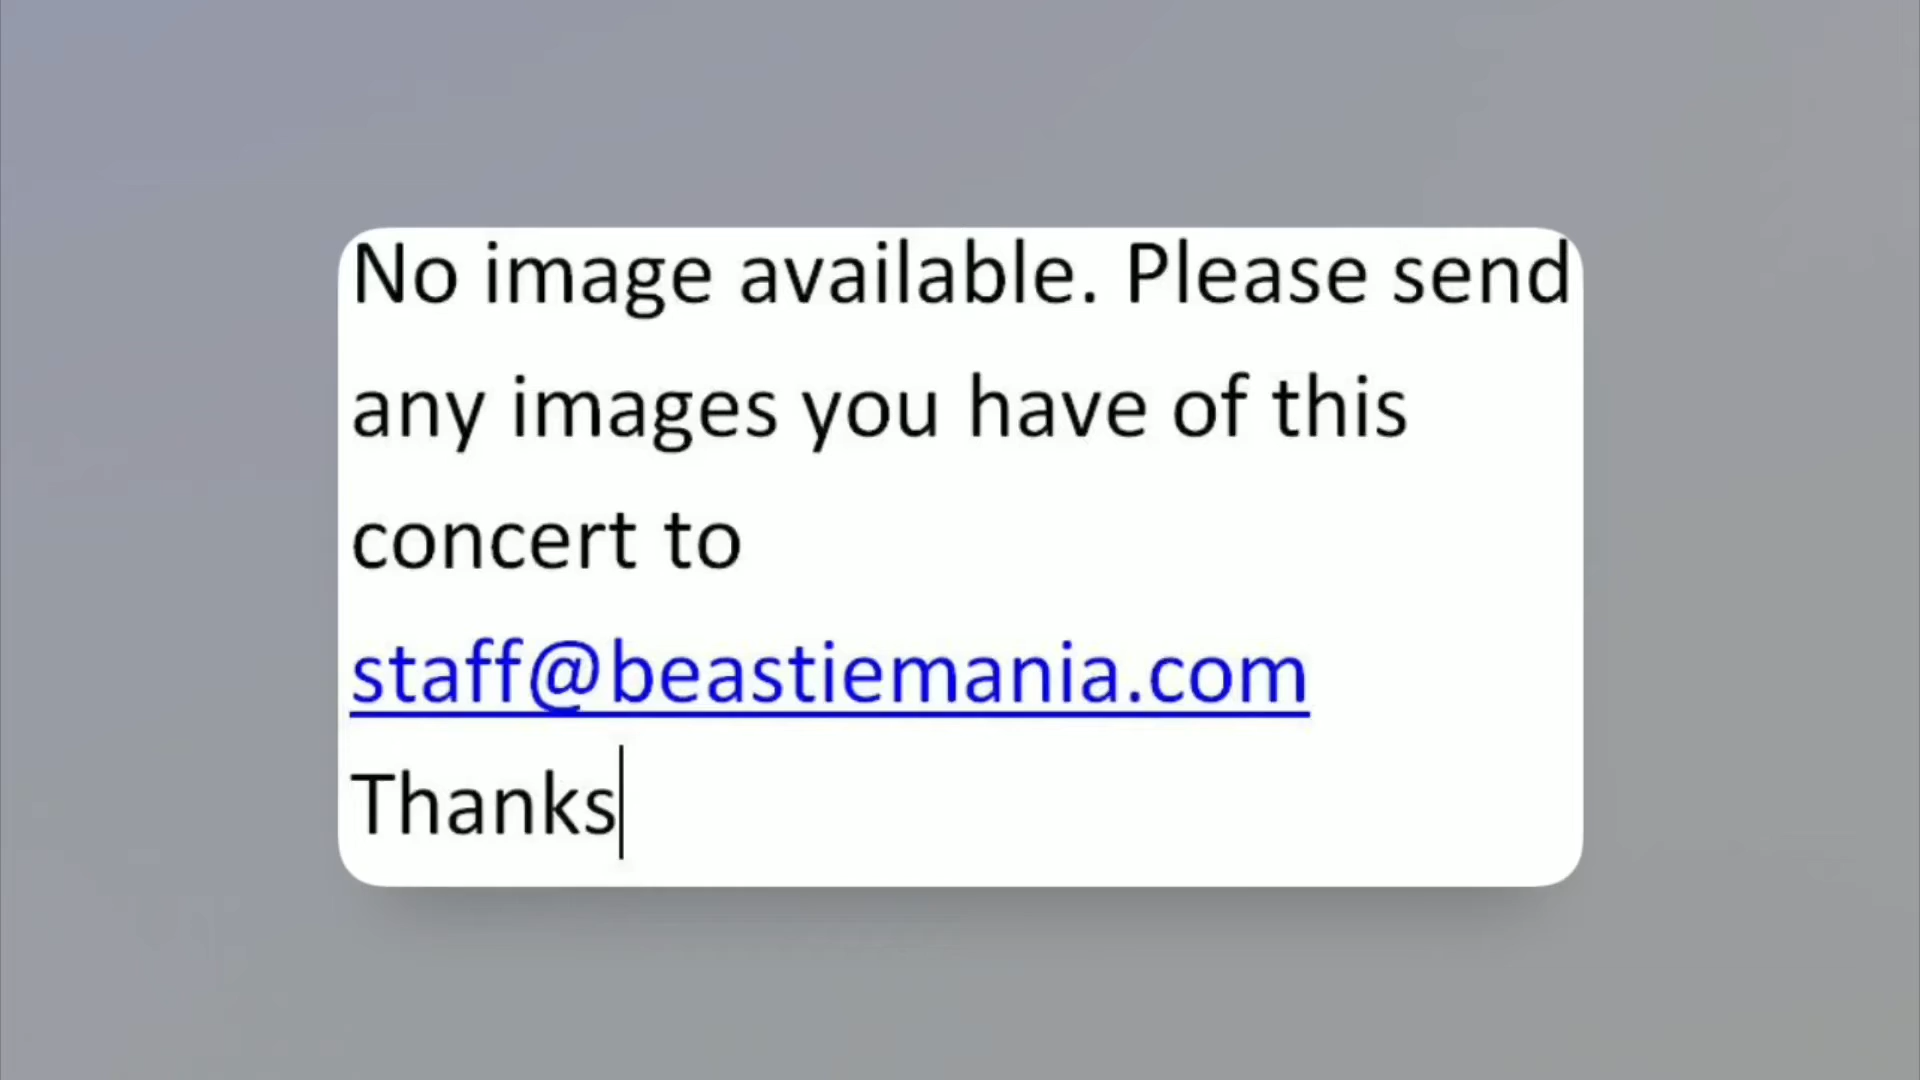 No image available. Please send
any images you have of this
concert to
staff@beastiemania.com
Thanks